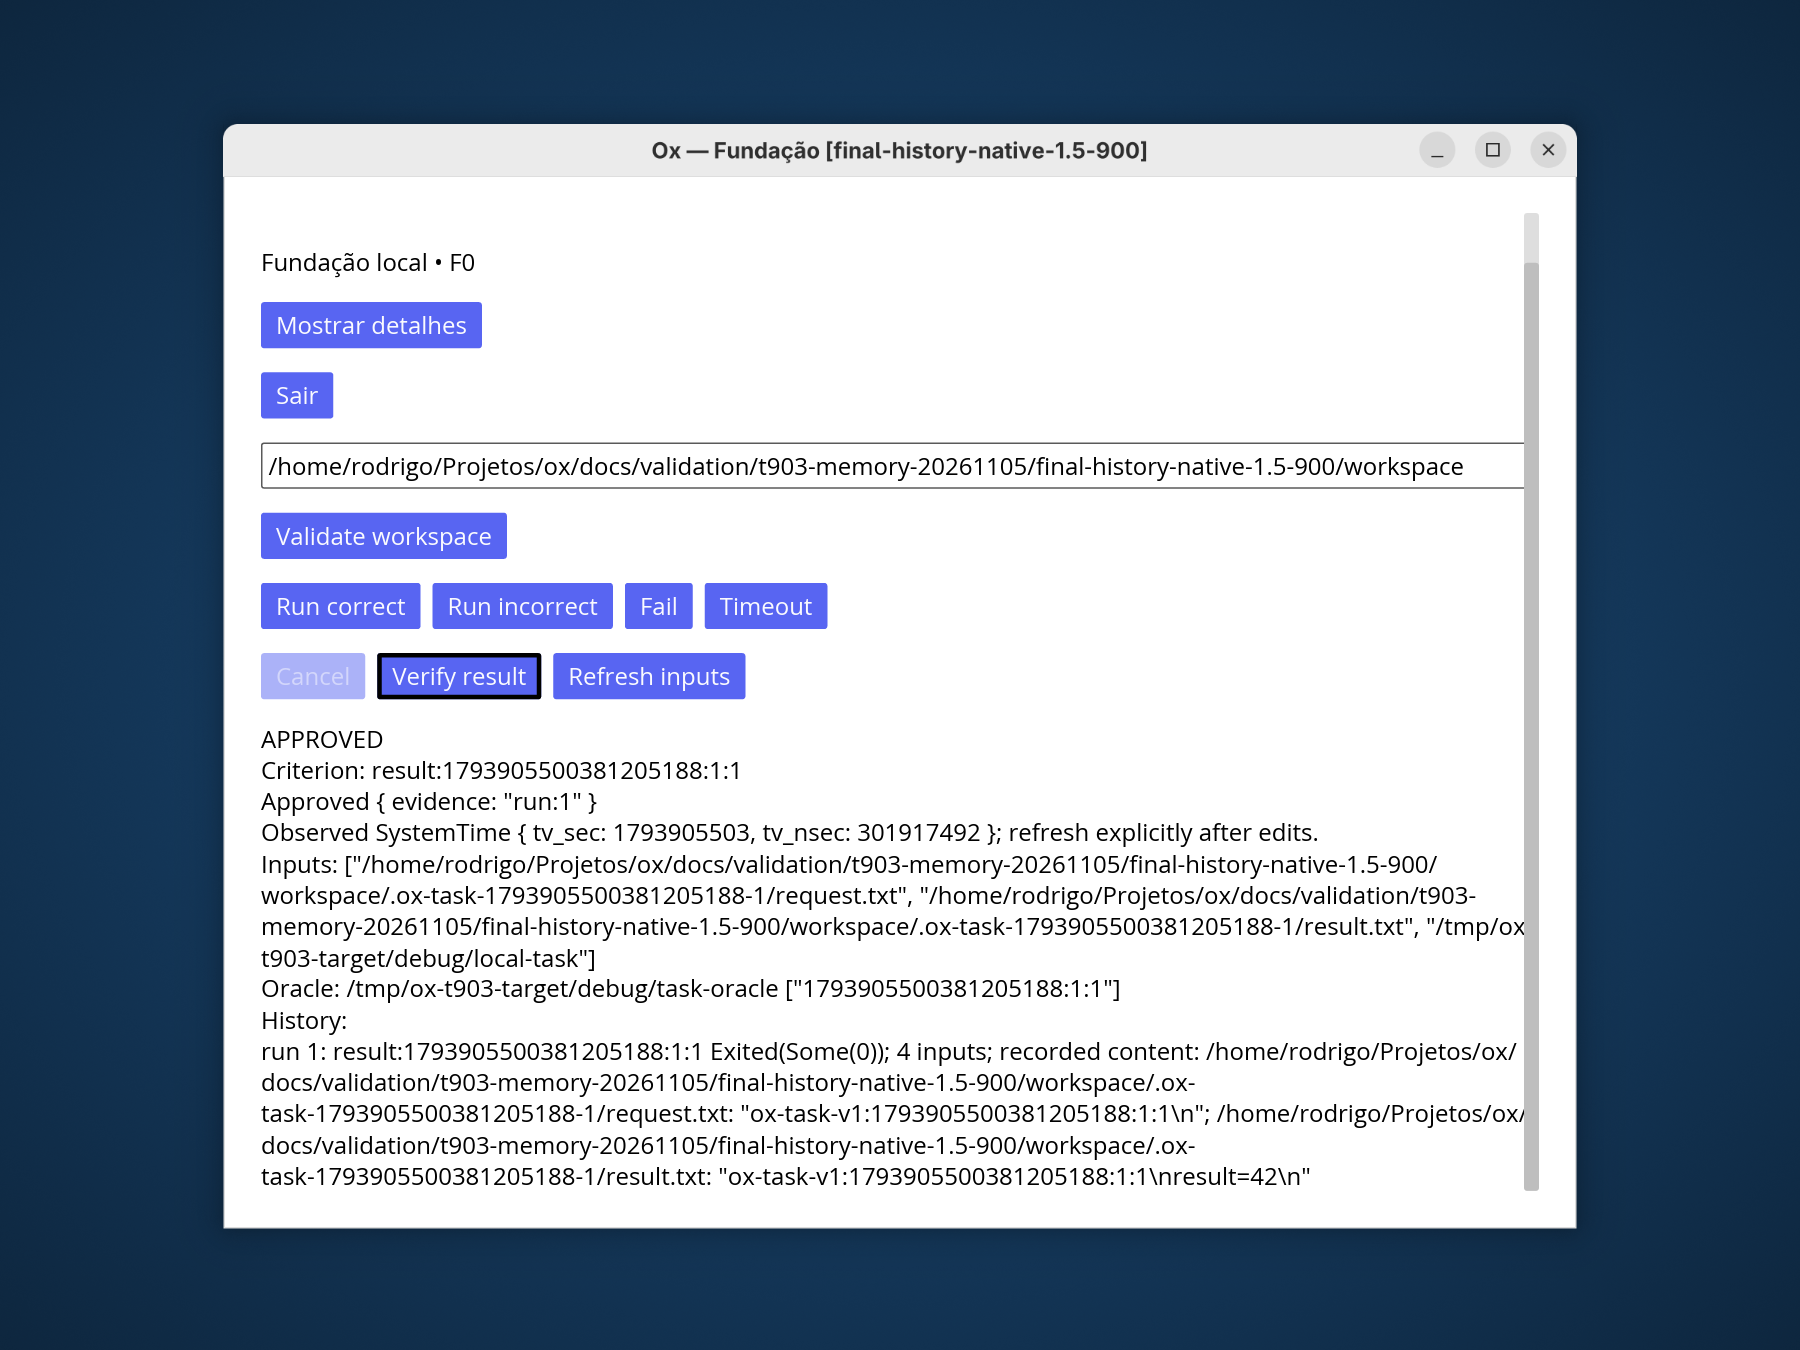 Ox — Fundação [final-history-native-1.5-900]
Fundação local • F0
Mostrar detalhes
Sair
/home/rodrigo/Projetos/ox/docs/validation/t903-memory-20261105/final-history-native-1.5-900/workspace
Validate workspace
Run correct Run incorrect Fail Timeout
Cancel Verify result Refresh inputs
APPROVED
Criterion: result:1793905500381205188:1:1
Approved { evidence: "run:1" }
Observed SystemTime { tv_sec: 1793905503, tv_nsec: 301917492 }; refresh explicitly after edits.
Inputs: ["/home/rodrigo/Projetos/ox/docs/validation/t903-memory-20261105/final-history-native-1.5-900/
workspace/.ox-task-1793905500381205188-1/request.txt", "/home/rodrigo/Projetos/ox/docs/validation/t903-
memory-20261105/final-history-native-1.5-900/workspace/.ox-task-1793905500381205188-1/result.txt", "/tmp/ox
t903-target/debug/local-task"]
Oracle: /tmp/ox-t903-target/debug/task-oracle ["1793905500381205188:1:1"]
History:
run 1: result:1793905500381205188:1:1 Exited(Some(0)); 4 inputs; recorded content: /home/rodrigo/Projetos/ox/
docs/validation/t903-memory-20261105/final-history-native-1.5-900/workspace/.ox-
task-1793905500381205188-1/request.txt: "ox-task-v1:1793905500381205188:1:1\n"; /home/rodrigo/Projetos/ox/
docs/validation/t903-memory-20261105/final-history-native-1.5-900/workspace/.ox-
task-1793905500381205188-1/result.txt: "ox-task-v1:1793905500381205188:1:1\nresult=42\n"